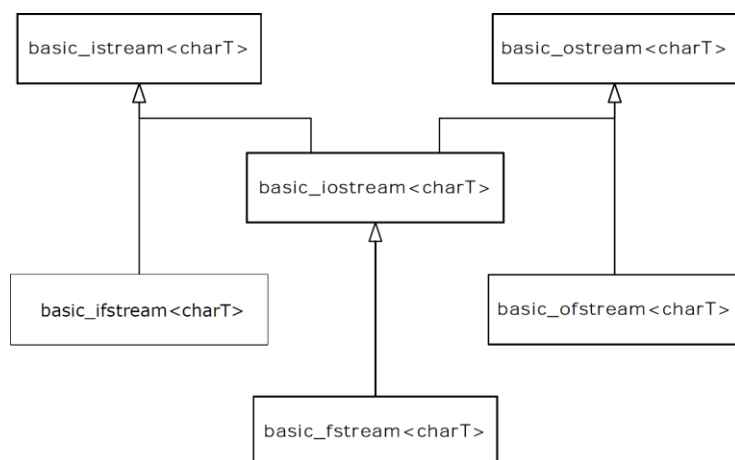 basic_istream<charT>
basic_ostream<charT>
basic_iostream<charT>
basic_ifstream<charT>
basic_ofstream<charT>
basic_fstream<charT>